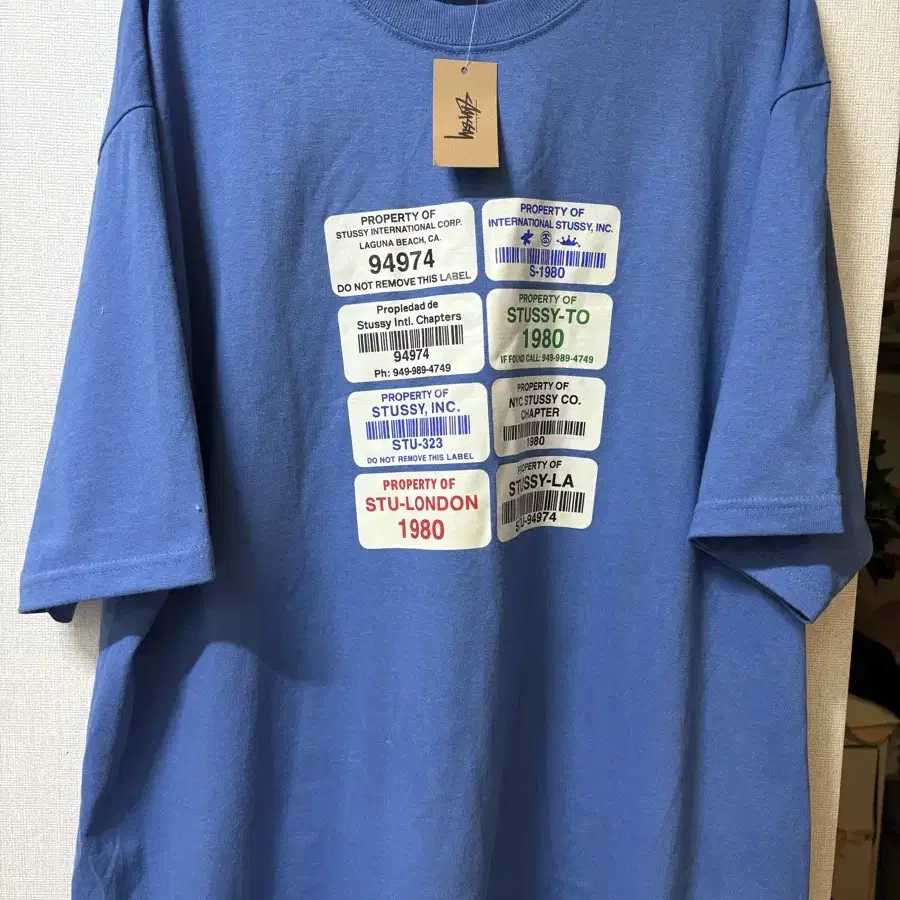 Stüssy
PROPERTY OF
STUSSY INTERNATIONAL CORP.
LAGUNA BEACH, CA.
94974
DO NOT REMOVE THIS LABEL
PROPERTY OF
INTERNATIONAL STUSSY, INC.
S-1980
Propiedad de
Stussy Intl. Chapters
94974
Ph: 949-989-4749
PROPERTY OF
STUSSY-TO
1980
IF FOUND CALL: 949-989-4749
PROPERTY OF
STUSSY, INC.
STU-323
DO NOT REMOVE THIS LABEL
PROPERTY OF
NYC STUSSY CO.
CHAPTER
1980
PROPERTY OF
STU-LONDON
1980
PROPERTY OF
STUSSY-LA
STU-94974